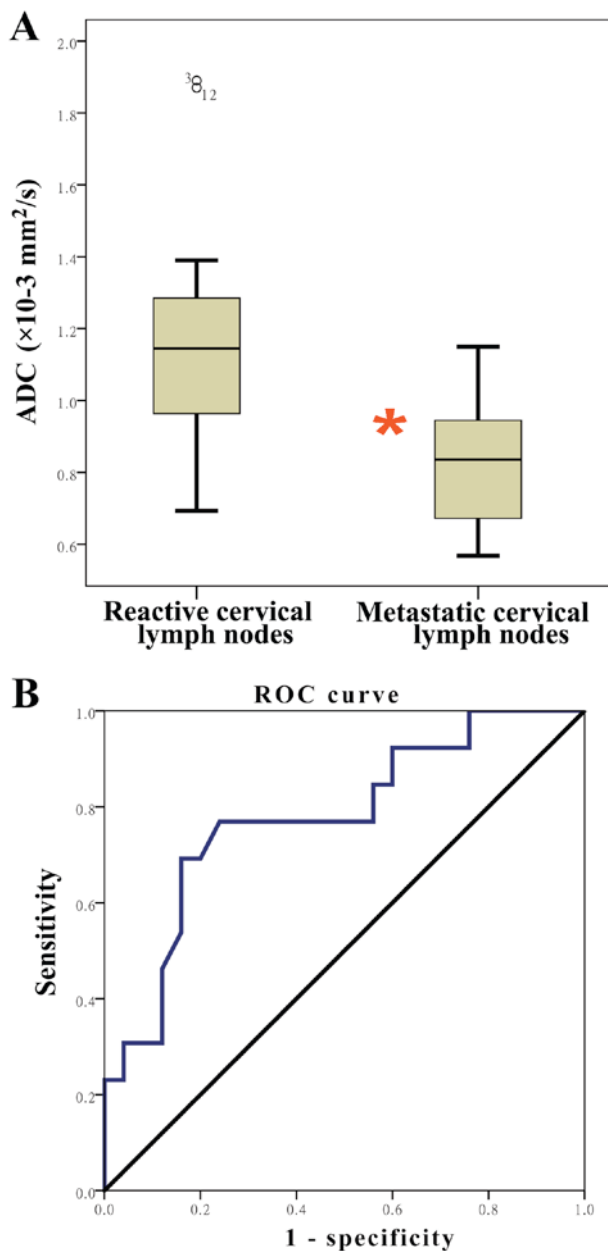 A
2.0
1.8
1.6
1.4
1.2
1.0
0.8
0.6
ADC (×10-3 mm²/s)
3
12
*
Reactive cervical
lymph nodes
Metastatic cervical
lymph nodes
B
ROC curve
1.0
0.8
0.6
0.4
0.2
0.0
Sensitivity
0.0 0.2 0.4 0.6 0.8 1.0
1 - specificity